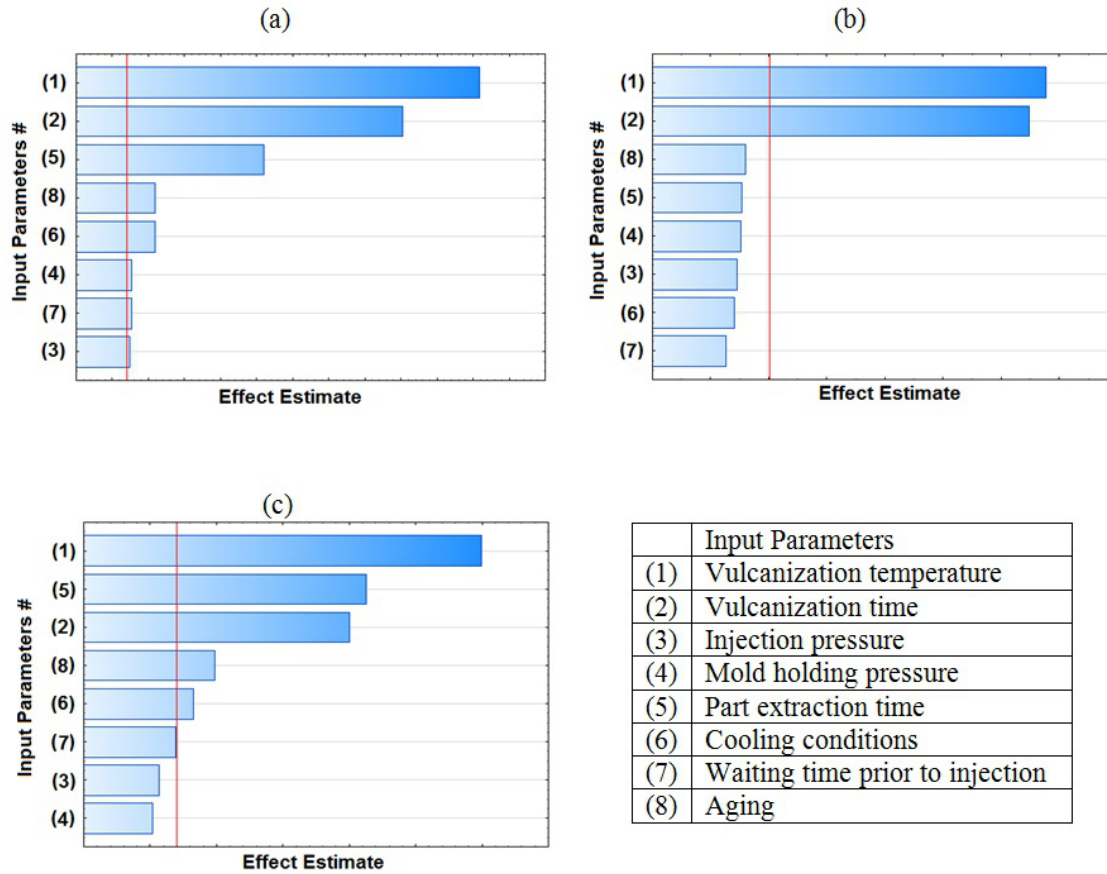 (a)
Input Parameters #
(1)
(2)
(5)
(8)
(6)
(4)
(7)
(3)
Effect Estimate
(b)
Input Parameters #
(1)
(2)
(8)
(5)
(4)
(3)
(6)
(7)
Effect Estimate
(c)
Input Parameters #
(1)
(5)
(2)
(8)
(6)
(7)
(3)
(4)
Effect Estimate
Input Parameters
(1) Vulcanization temperature
(2) Vulcanization time
(3) Injection pressure
(4) Mold holding pressure
(5) Part extraction time
(6) Cooling conditions
(7) Waiting time prior to injection
(8) Aging